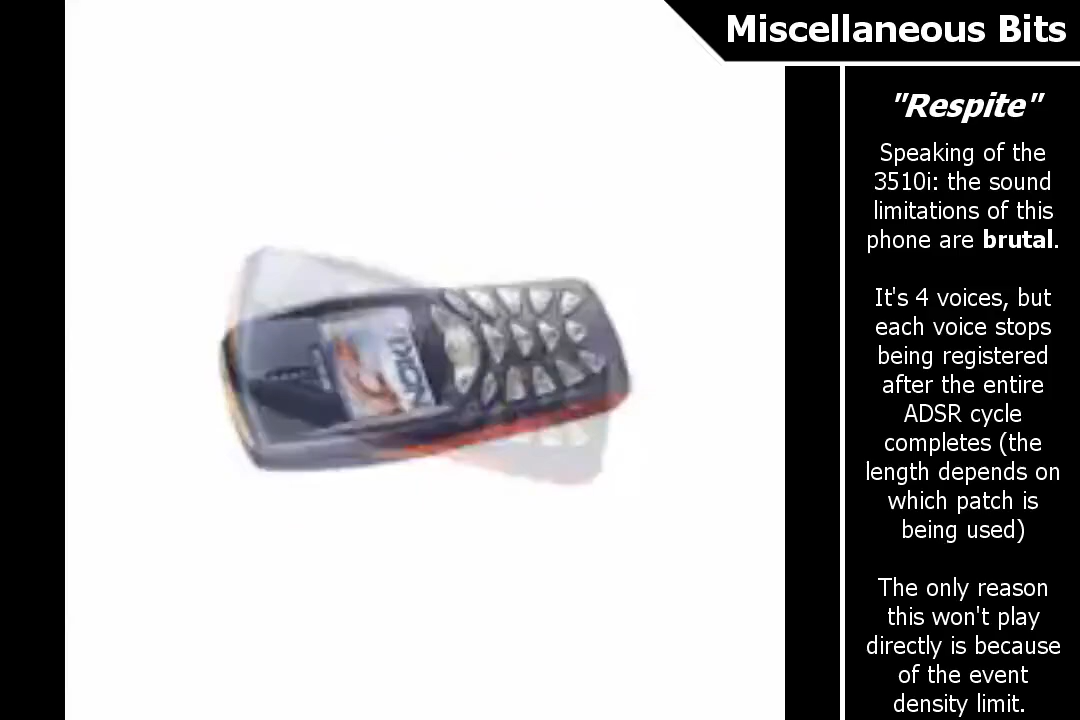 Miscellaneous Bits
"Respite"
Speaking of the
3510i: the sound
limitations of this
phone are brutal.
It's 4 voices, but
each voice stops
being registered
after the entire
ADSR cycle
completes (the
length depends on
which patch is
being used)
The only reason
this won't play
directly is because
of the event
density limit.